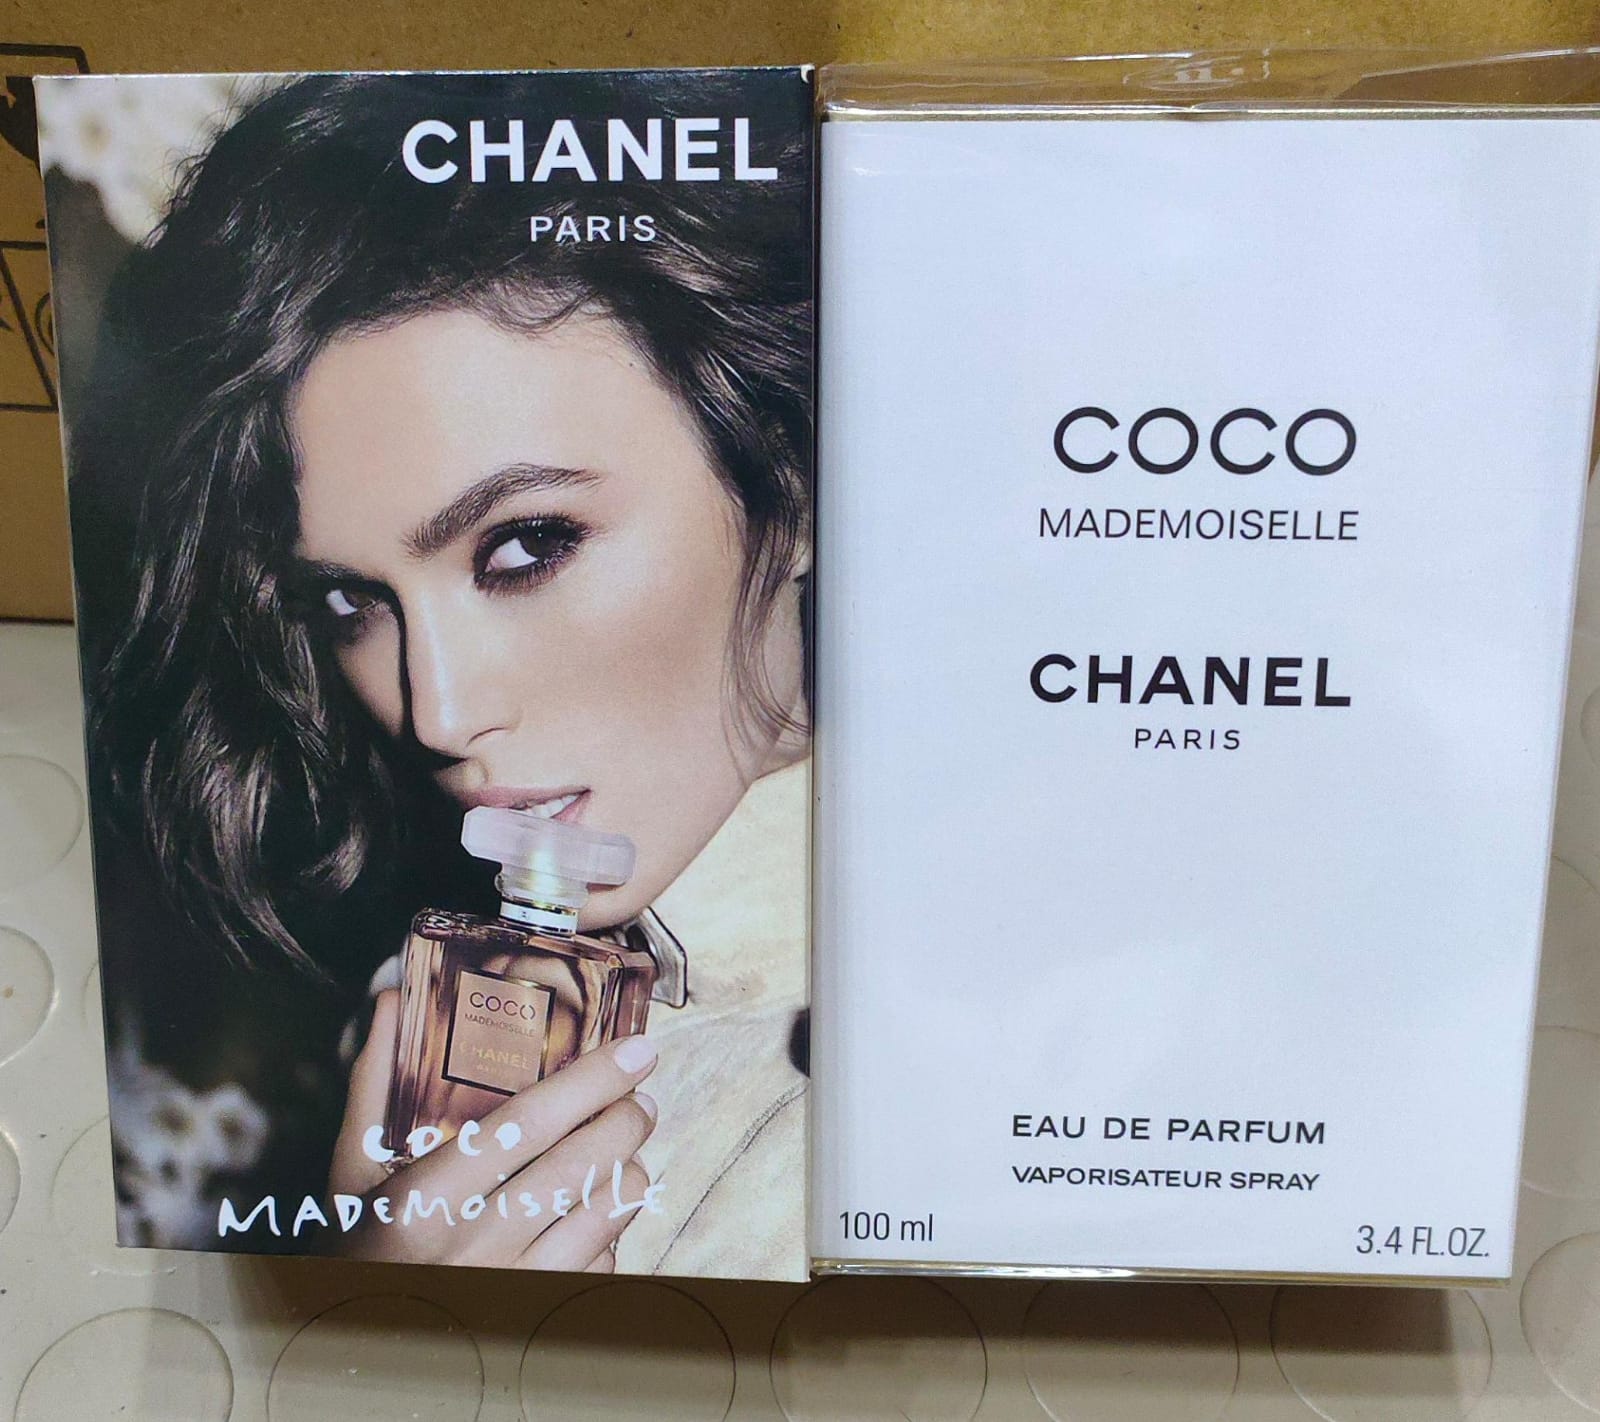 CHANEL
PARIS
COCO
MADEMOISELLE
CHANEL
PARIS
COCO
MADEMOISELLE
COCO
MADEMOISELLE
CHANEL
PARIS
EAU DE PARFUM
VAPORISATEUR SPRAY
100 ml
3.4 FL.OZ.